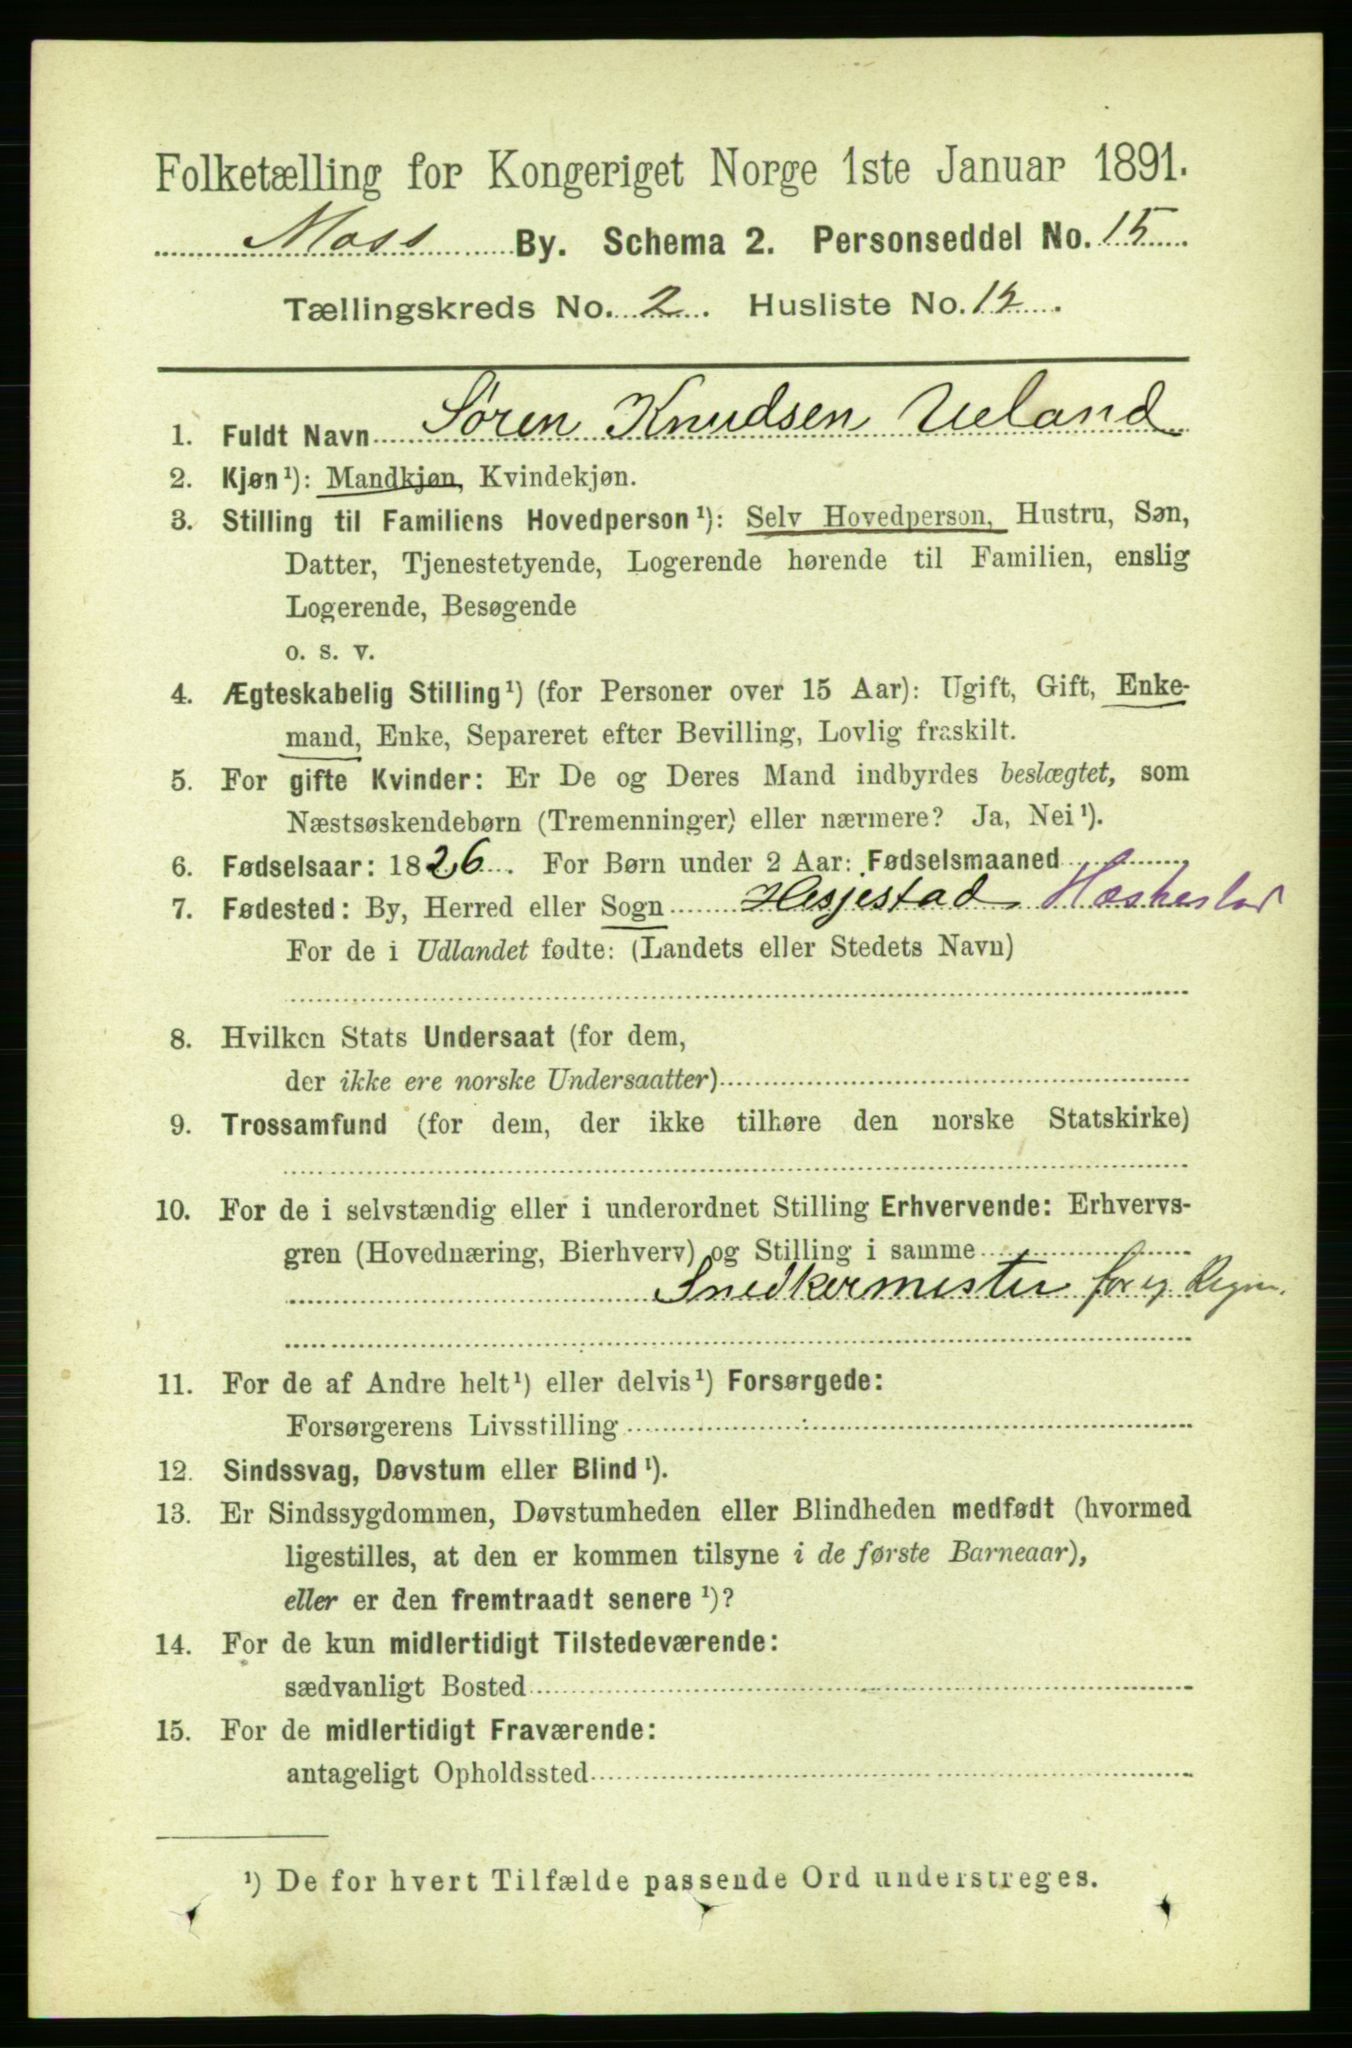 Folketælling for Kongeriget Norge 1ste Januar 1891.
Moss By. Schema 2. Personseddel No. 15
Tællingskreds No. 2. Husliste No. 12.
1. Fuldt Navn Søren Knudsen Ueland
2. Kjøn¹): Mandkjøn, Kvindekjøn.
3. Stilling til Familiens Hovedperson¹): Selv Hovedperson, Hustru, Søn,
Datter, Tjenestetyende, Logerende hørende til Familien, enslig
Logerende, Besøgende
o. s. v.
4. Ægteskabelig Stilling¹) (for Personer over 15 Aar): Ugift, Gift, Enke-
mand, Enke, Separeret efter Bevilling, Lovlig fraskilt.
5. For gifte Kvinder: Er De og Deres Mand indbyrdes beslægtet, som
Næstsøskendebørn (Tremenninger) eller nærmere? Ja, Nei¹).
6. Fødselsaar: 1826. For Børn under 2 Aar: Fødselsmaaned
7. Fødested: By, Herred eller Sogn Hesjestad Hæskestad
For de i Udlandet fødte: (Landets eller Stedets Navn)
8. Hvilken Stats Undersaat (for dem,
der ikke ere norske Undersaatter)
9. Trossamfund (for dem, der ikke tilhøre den norske Statskirke)
10. For de i selvstændig eller i underordnet Stilling Erhvervende: Erhvervs-
gren (Hovednæring, Bierhverv) og Stilling i samme
Snedkermester for eg. Regn.
11. For de af Andre helt¹) eller delvis¹) Forsørgede:
Forsørgerens Livsstilling
12. Sindssvag, Døvstum eller Blind¹).
13. Er Sindssygdommen, Døvstumheden eller Blindheden medfødt (hvormed
ligestilles, at den er kommen tilsyne i de første Barneaar),
eller er den fremtraadt senere¹)?
14. For de kun midlertidigt Tilstedeværende:
sædvanligt Bosted
15. For de midlertidigt Fraværende:
antageligt Opholdssted
¹) De for hvert Tilfælde passende Ord understreges.